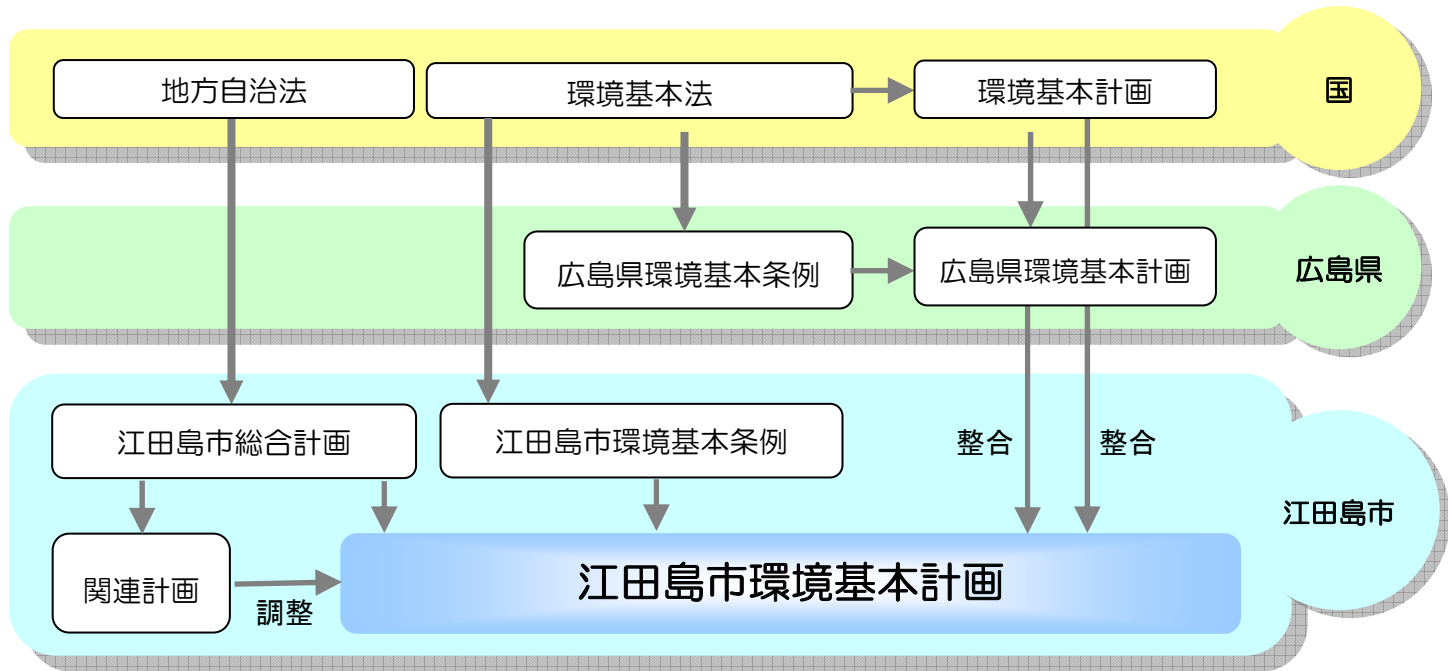 地方自治法
環境基本法
環境基本計画
国
広島県環境基本条例
広島県環境基本計画
広島県
江田島市総合計画
江田島市環境基本条例
整合
整合
江田島市
関連計画
調整
江田島市環境基本計画